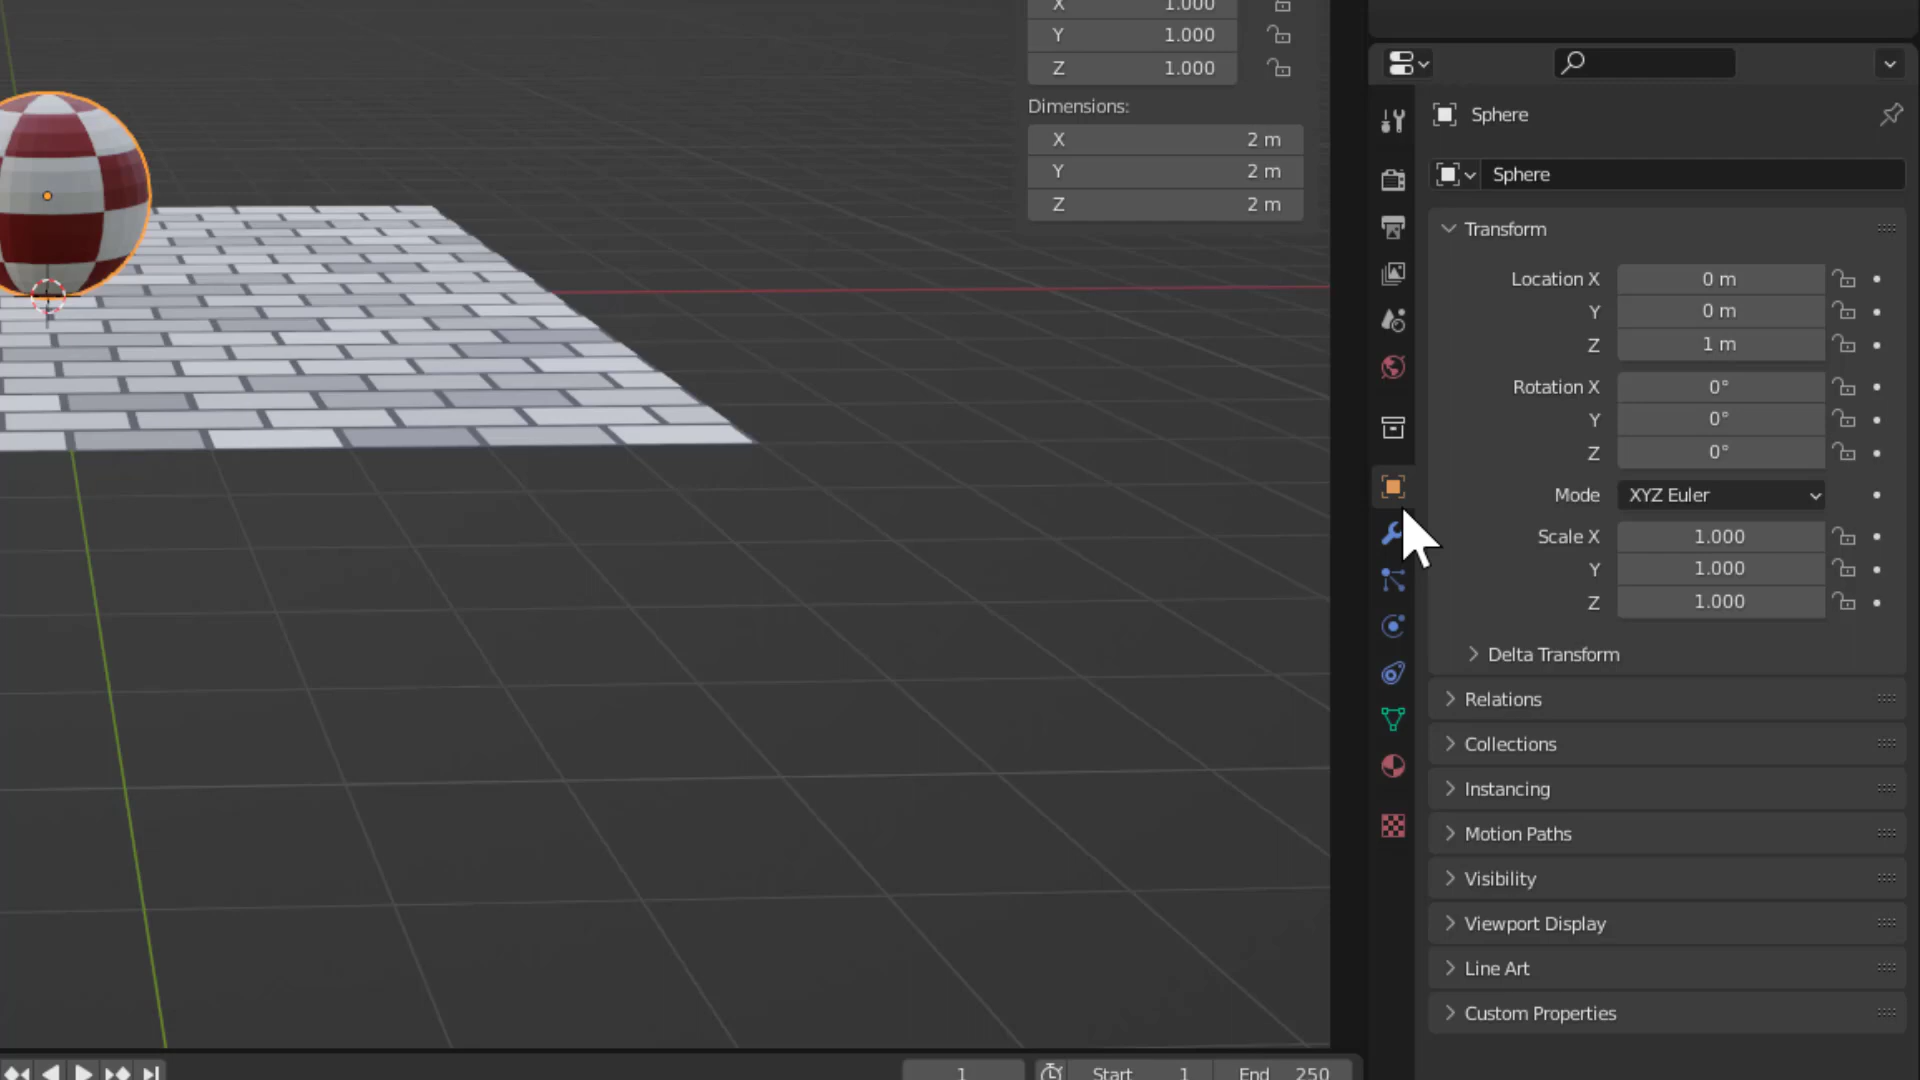 X 1.000
Y 1.000
Z 1.000
Dimensions:
X 2 m
Y 2 m
Z 2 m
1
Start 1
End 250
Sphere
Sphere
Transform
Location X 0 m
Y 0 m
Z 1 m
Rotation X 0°
Y 0°
Z 0°
Mode XYZ Euler
Scale X 1.000
Y 1.000
Z 1.000
Delta Transform
Relations
Collections
Instancing
Motion Paths
Visibility
Viewport Display
Line Art
Custom Properties